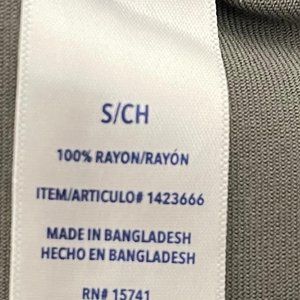 S/CH
100% RAYON/RAYÓN
ITEM/ARTICULO# 1423666
MADE IN BANGLADESH
HECHO EN BANGLADESH
RN# 15741